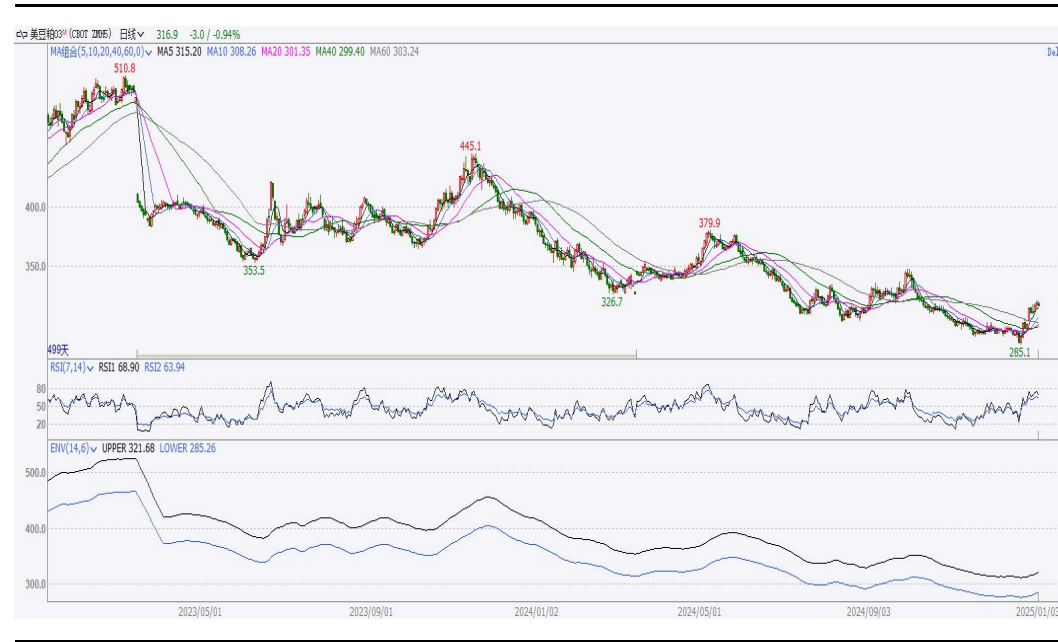 美豆粕03M (CBOT ZMH5) 日线 316.9 -3.0 / -0.94%
MA组合(5,10,20,40,60,0) MA5 315.20 MA10 308.26 MA20 301.35 MA40 299.40 MA60 303.24
510.8
445.1
400.0
379.9
350.0
353.5
326.7
499天
285.1
RSI(7,14) RSI1 68.90 RSI2 63.94
80
50
20
ENV(14,6) UPPER 321.68 LOWER 285.26
500.0
400.0
300.0
2023/05/01 2023/09/01 2024/01/02 2024/05/01 2024/09/03 2025/01/03